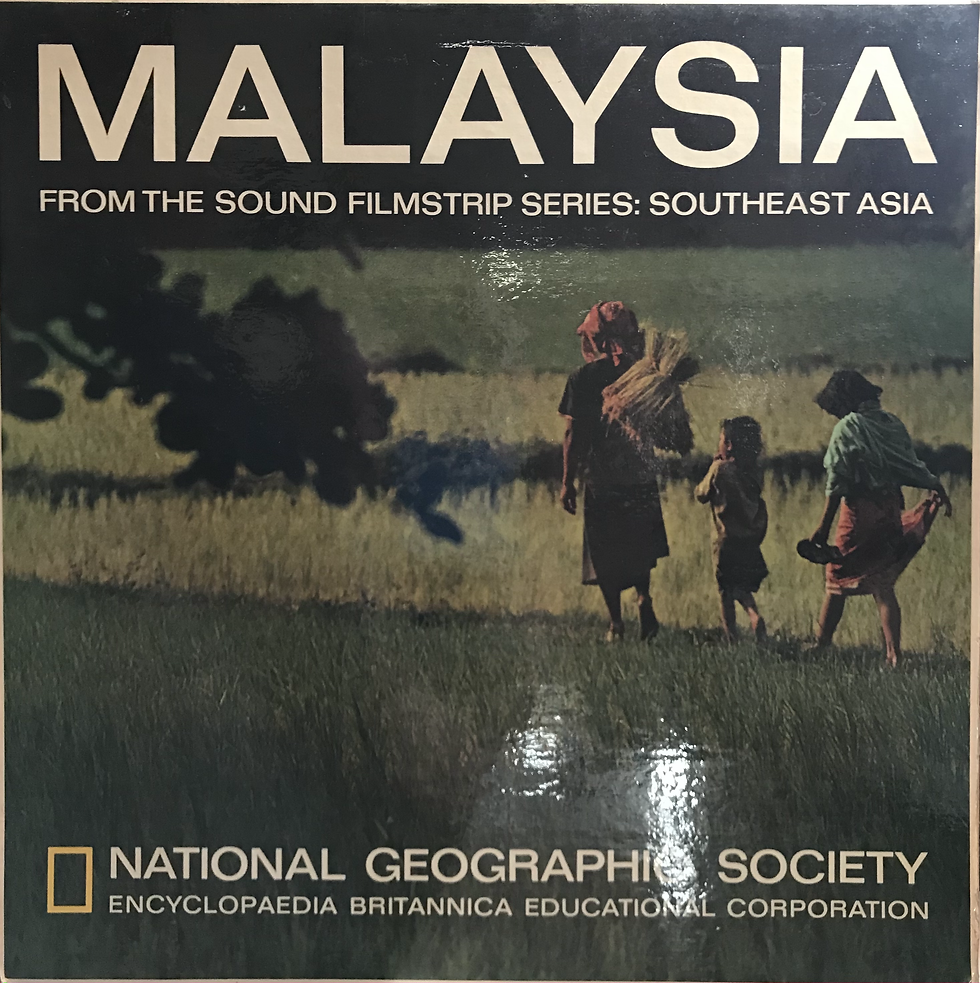 MALAYSIA
FROM THE SOUND FILMSTRIP SERIES: SOUTHEAST ASIA
NATIONAL GEOGRAPHIC SOCIETY
ENCYCLOPAEDIA BRITANNICA EDUCATIONAL CORPORATION